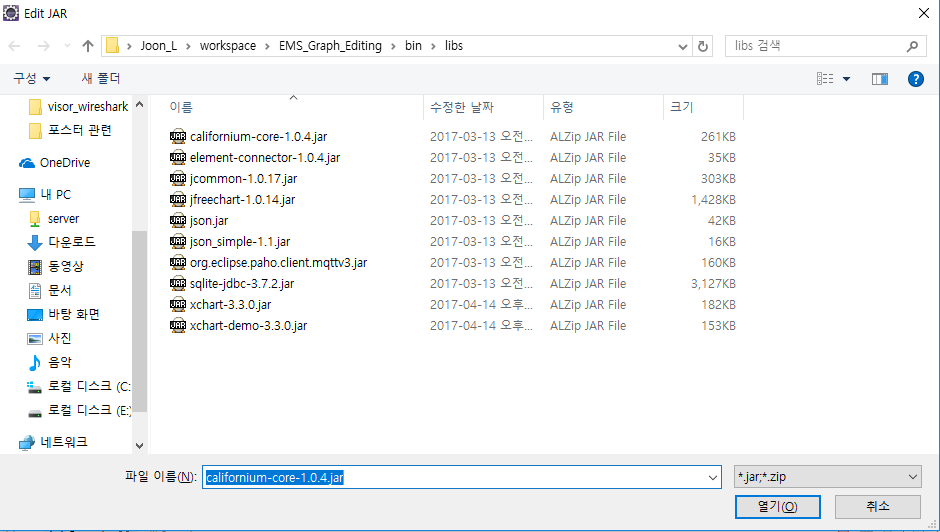 Edit JAR
Joon_L > workspace > EMS_Graph_Editing > bin > libs
libs 검색
구성 새 폴더
visor_wireshark
포스터 관련
OneDrive
내 PC
server
다운로드
동영상
문서
바탕 화면
사진
음악
로컬 디스크 (C:
로컬 디스크 (E:)
네트워크
이름 수정한 날짜 유형 크기
californium-core-1.0.4.jar 2017-03-13 오전... ALZip JAR File 261KB
element-connector-1.0.4.jar 2017-03-13 오전... ALZip JAR File 35KB
jcommon-1.0.17.jar 2017-03-13 오전... ALZip JAR File 303KB
jfreechart-1.0.14.jar 2017-03-13 오전... ALZip JAR File 1,428KB
json.jar 2017-03-13 오전... ALZip JAR File 42KB
json_simple-1.1.jar 2017-03-13 오전... ALZip JAR File 16KB
org.eclipse.paho.client.mqttv3.jar 2017-03-13 오전... ALZip JAR File 160KB
sqlite-jdbc-3.7.2.jar 2017-03-13 오전... ALZip JAR File 3,127KB
xchart-3.3.0.jar 2017-04-14 오후... ALZip JAR File 182KB
xchart-demo-3.3.0.jar 2017-04-14 오후... ALZip JAR File 153KB
파일 이름(N): californium-core-1.0.4.jar *.jar;*.zip
열기(O) 취소